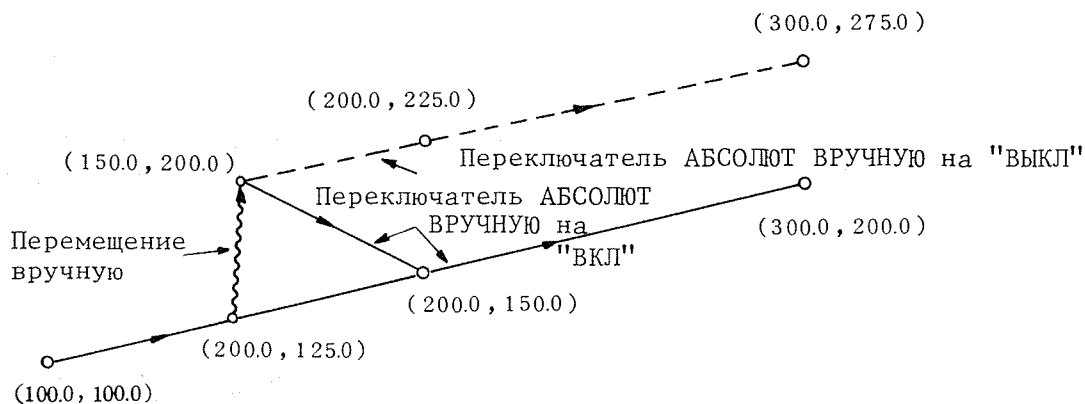 (300.0, 275.0)
(200.0, 225.0)
(150.0, 200.0)
Переключатель АБСОЛЮТ ВРУЧНУЮ на "ВЫКЛ"
Переключатель АБСОЛЮТ
ВРУЧНУЮ на
"ВКЛ"
(300.0, 200.0)
Перемещение
вручную
(200.0, 150.0)
(200.0, 125.0)
(100.0, 100.0)